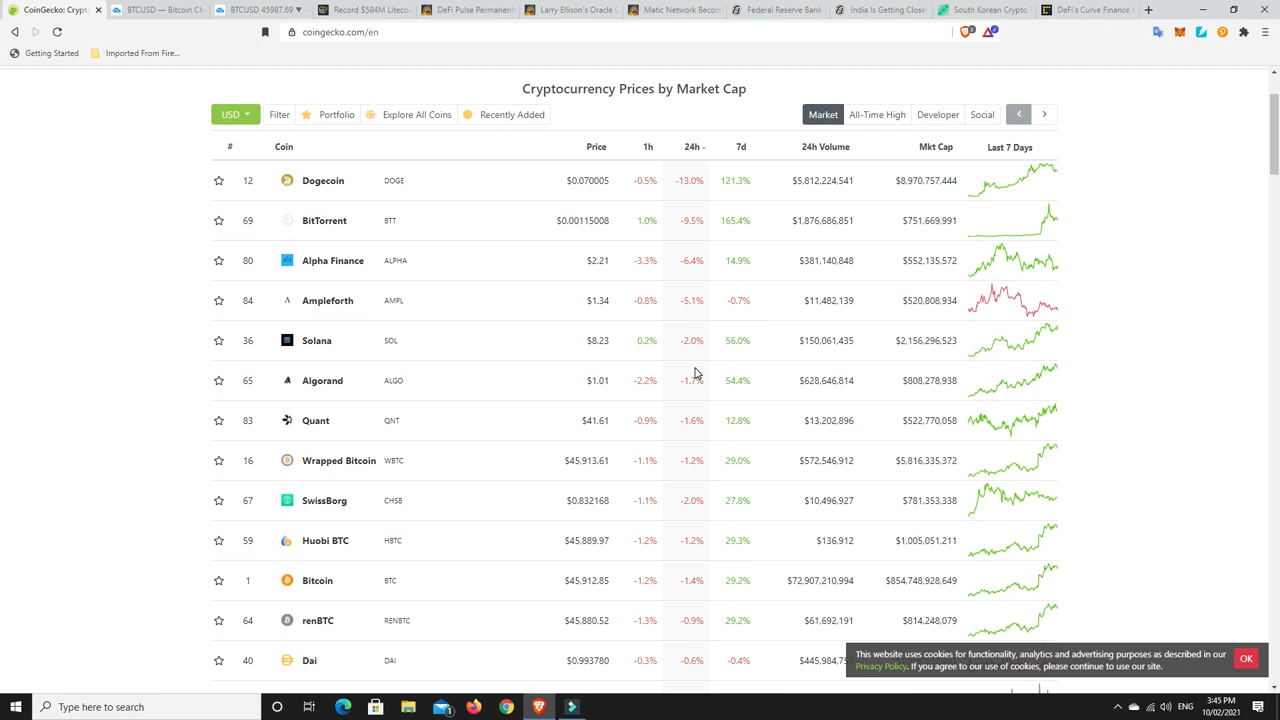 CoinGecko: Crypto
BTCUSD — Bitcoin Ch
BTCUSD 45987.69
Record $584M Litecoi
DeFi Pulse Permanent
Larry Ellison's Oracle
Matic Network Becom
Federal Reserve Bank
India Is Getting Closer
South Korean Crypto
DeFi's Curve Finance
coingecko.com/en
Getting Started
Imported From Fire...
Cryptocurrency Prices by Market Cap
USD Filter Portfolio Explore All Coins Recently Added Market All-Time High Developer Social
# Coin Price 1h 24h 7d 24h Volume Mkt Cap Last 7 Days
12 Dogecoin DOGE $0.070005 -0.5% -13.0% 121.3% $5,812,224,541 $8,970,757,444
69 BitTorrent BTT $0.00115008 1.0% -9.5% 165.4% $1,876,686,851 $751,669,991
80 Alpha Finance ALPHA $2.21 -3.3% -6.4% 14.9% $381,140,848 $552,135,572
84 Ampleforth AMPL $1.34 -0.8% -5.1% -0.7% $11,482,139 $520,808,934
36 Solana SOL $8.23 0.2% -2.0% 56.0% $150,061,435 $2,156,296,523
65 Algorand ALGO $1.01 -2.2% -1.7% 54.4% $628,646,814 $808,278,938
83 Quant QNT $41.61 -0.9% -1.6% 12.8% $13,202,896 $522,770,058
16 Wrapped Bitcoin WBTC $45,913.61 -1.1% -1.2% 29.0% $572,546,912 $5,816,335,372
67 SwissBorg CHSB $0.832168 -1.1% -2.0% 27.8% $10,496,927 $781,353,338
59 Huobi BTC HBTC $45,889.97 -1.2% -1.2% 29.3% $136,912 $1,005,051,211
1 Bitcoin BTC $45,912.85 -1.2% -1.4% 29.2% $72,907,210,994 $854,748,928,649
64 renBTC RENBTC $45,880.52 -1.3% -0.9% 29.2% $61,692,191 $814,248,079
40 Dai DAI $0.993780 -0.3% -0.6% -0.4% $445,984,75
This website uses cookies for functionality, analytics and advertising purposes as described in our
Privacy Policy. If you agree to our use of cookies, please continue to use our site.
OK
Type here to search
ENG
3:45 PM
10/02/2021